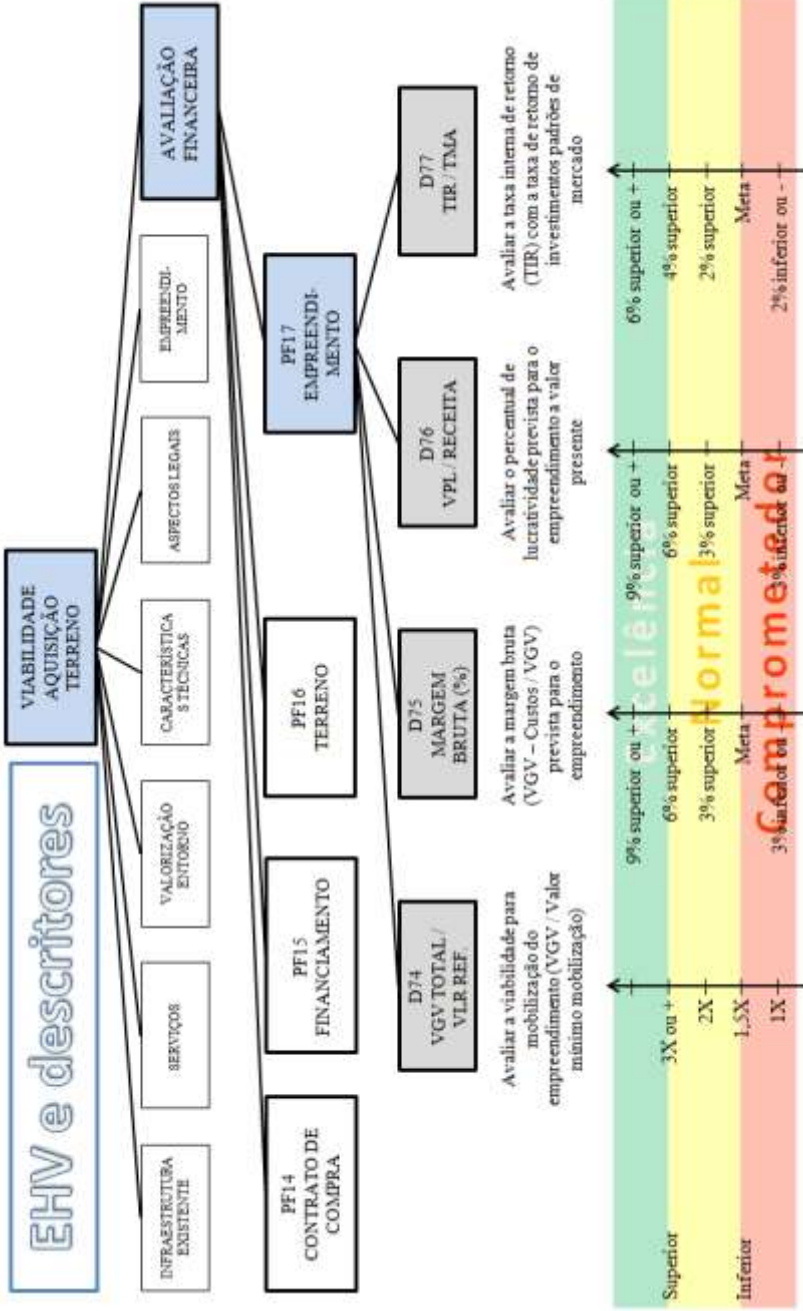 EHV e descritores
VIABILIDADE
AQUISIÇÃO
TERRENO
INFRAESTRUTURA
EXISTENTE
SERVIÇOS
VALORIZAÇÃO
ENTORNO
CARACTERÍSTICA
S TÉCNICAS
ASPECTOS LEGAIS
EMPREENDI-
MENTO
AVALIAÇÃO
FINANCEIRA
PF14
CONTRATO DE
COMPRA
PF15
FINANCIAMENTO
PF16
TERRENO
PF17
EMPREENDI-
MENTO
D74
VGV TOTAL /
VLR REF.
D75
MARGEM
BRUTA (%)
D76
VPL / RECEITA
D77
TIR / TMA
Avaliar a viabilidade para
mobilização do
empreendimento (VGV / Valor
mínimo mobilização)
Avaliar a margem bruta
(VGV – Custos / VGV)
prevista para o
empreendimento
Avaliar o percentual de
lucratividade prevista para o
empreendimento a valor
presente
Avaliar a taxa interna de retorno
(TIR) com a taxa de retorno de
investimentos padrões de
mercado
Superior
Inferior
3X ou +
2X
1,5X
1X
9% superior ou +
6% superior
3% superior
Meta
3% inferior ou -
9% superior ou +
6% superior
3% superior
Meta
3% inferior ou -
6% superior ou +
4% superior
2% superior
Meta
2% inferior ou -
Excelência
Normal
Comprometedor